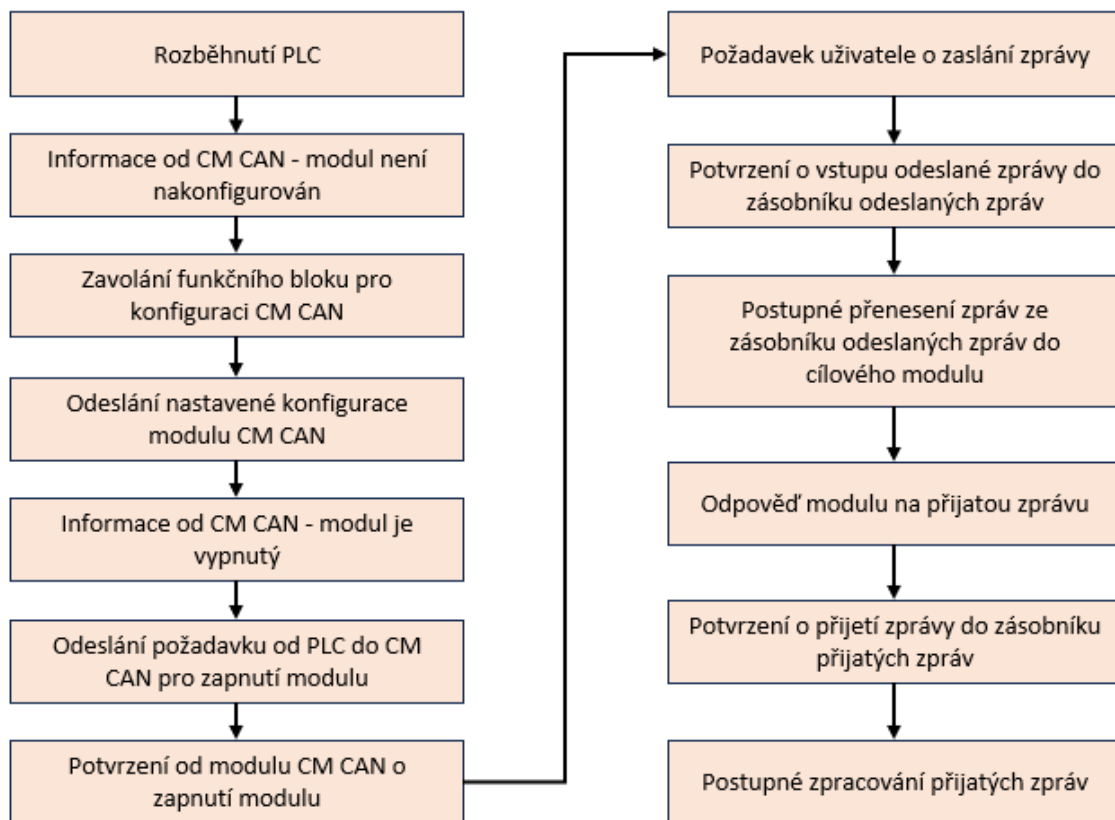 Rozběhnutí PLC
Informace od CM CAN - modul není
nakonfigurován
Zavolání funkčního bloku pro
konfiguraci CM CAN
Odeslání nastavené konfigurace
modulu CM CAN
Informace od CM CAN - modul je
vypnutý
Odeslání požadavku od PLC do CM
CAN pro zapnutí modulu
Potvrzení od modulu CM CAN o
zapnutí modulu
Požadavek uživatele o zaslání zprávy
Potvrzení o vstupu odeslané zprávy do
zásobníku odeslaných zpráv
Postupné přenesení zpráv ze
zásobníku odeslaných zpráv do
cílového modulu
Odpověď modulu na přijatou zprávu
Potvrzení o přijetí zprávy do zásobníku
přijatých zpráv
Postupné zpracování přijatých zpráv